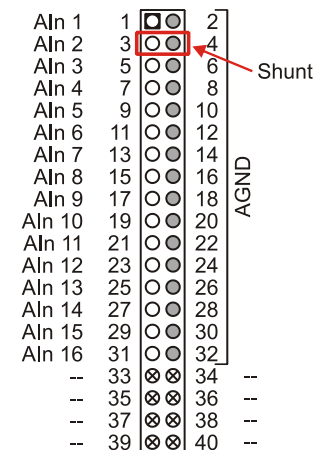 AIn 1 1 2
AIn 2 3 4
AIn 3 5 6
Shunt
AIn 4 7 8
AIn 5 9 10
AIn 6 11 12
AIn 7 13 14
AIn 8 15 16
AIn 9 17 18
AIn 10 19 20
AIn 11 21 22
AIn 12 23 24
AIn 13 25 26
AIn 14 27 28
AIn 15 29 30
AIn 16 31 32
AGND
-- 33 34 --
-- 35 36 --
-- 37 38 --
-- 39 40 --